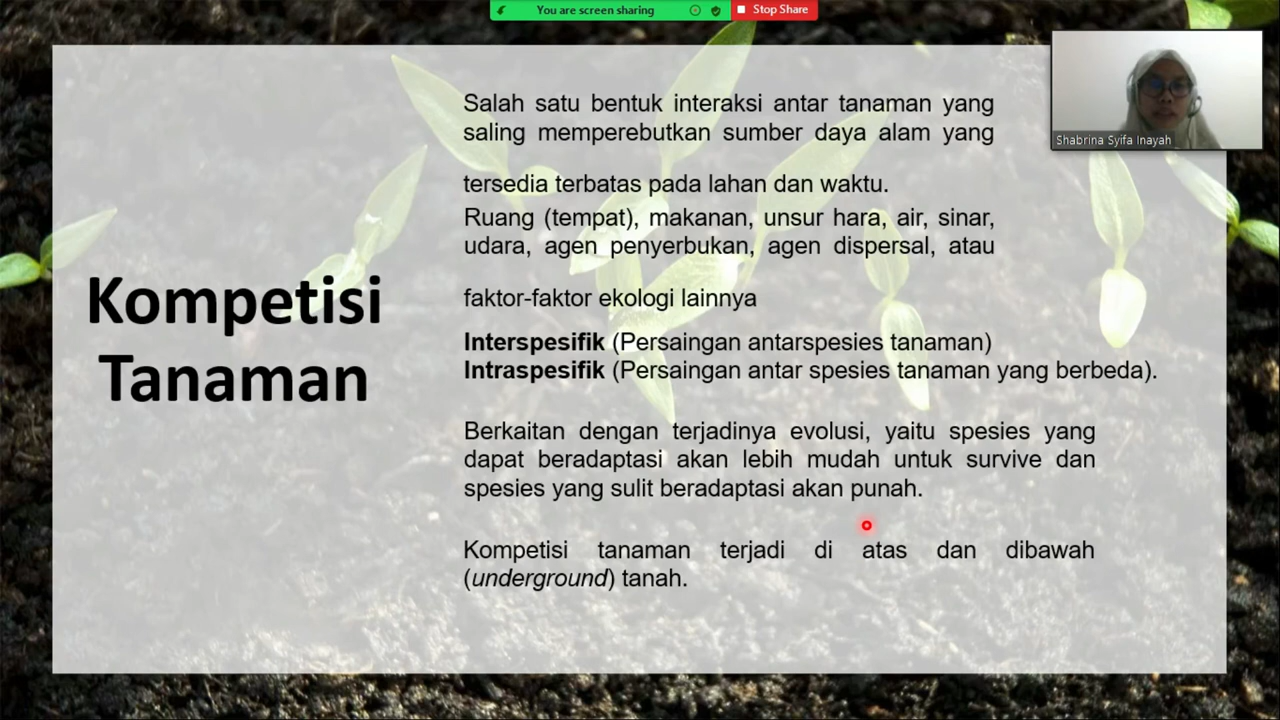 You are screen sharing
Stop Share
Shabrina Syifa Inayah
Kompetisi
Tanaman
Salah satu bentuk interaksi antar tanaman yang
saling memperebutkan sumber daya alam yang
tersedia terbatas pada lahan dan waktu.
Ruang (tempat), makanan, unsur hara, air, sinar,
udara, agen penyerbukan, agen dispersal, atau
faktor-faktor ekologi lainnya
Interspesifik (Persaingan antarspesies tanaman)
Intraspesifik (Persaingan antar spesies tanaman yang berbeda).
Berkaitan dengan terjadinya evolusi, yaitu spesies yang
dapat beradaptasi akan lebih mudah untuk survive dan
spesies yang sulit beradaptasi akan punah.
Kompetisi tanaman terjadi di atas dan dibawah
(underground) tanah.